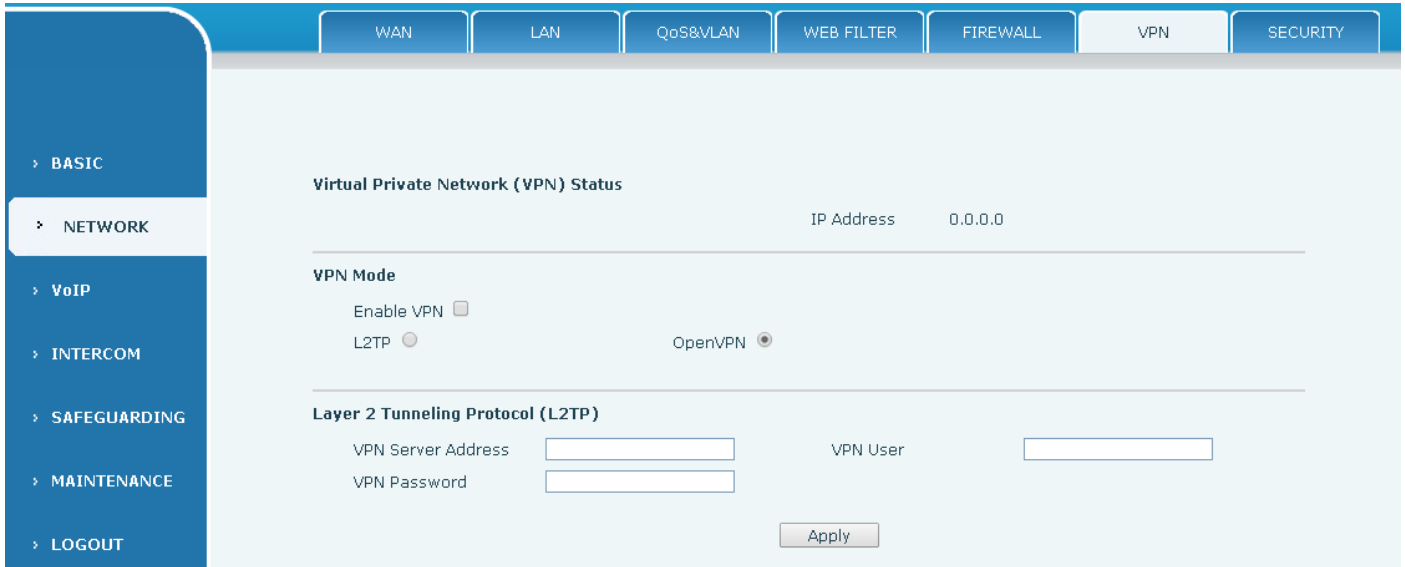 WAN LAN QoS&VLAN WEB FILTER FIREWALL VPN SECURITY
BASIC
NETWORK
VoIP
INTERCOM
SAFEGUARDING
MAINTENANCE
LOGOUT
Virtual Private Network (VPN) Status
IP Address 0.0.0.0
VPN Mode
Enable VPN
L2TP OpenVPN
Layer 2 Tunneling Protocol (L2TP)
VPN Server Address VPN User
VPN Password
Apply